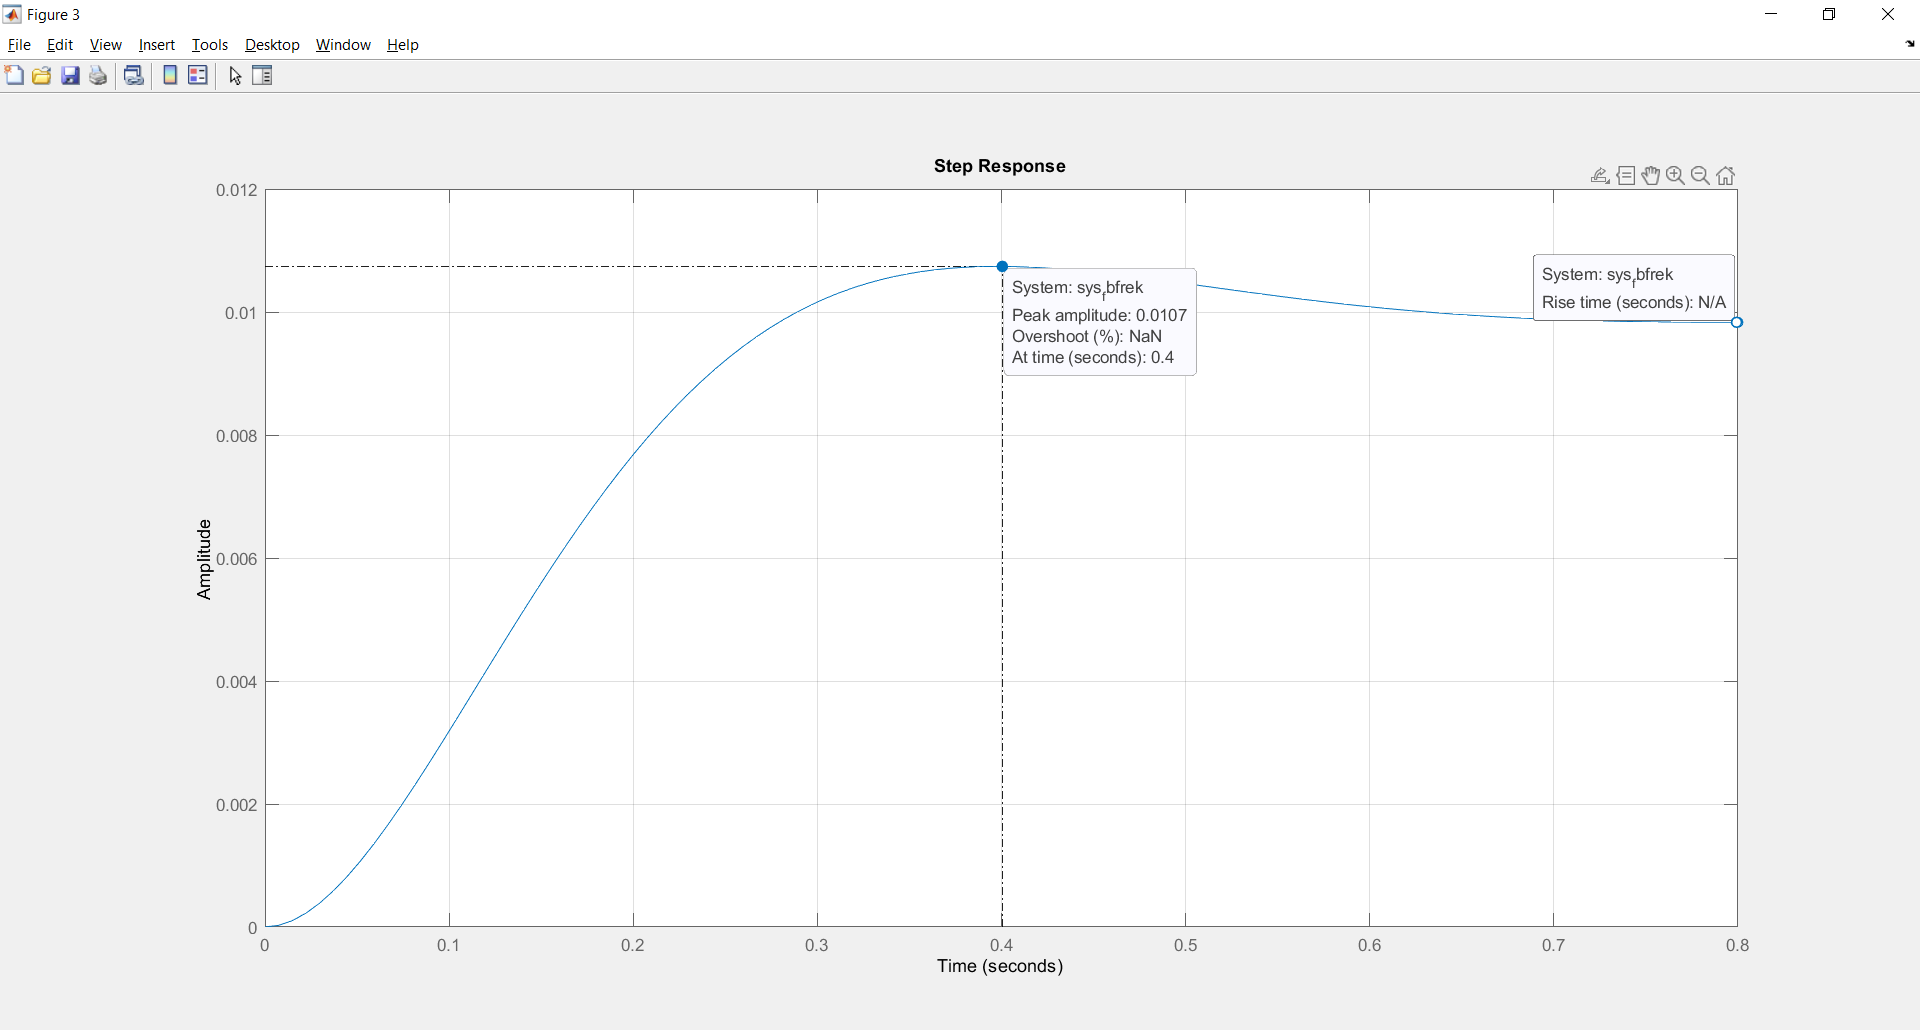 Figure 3
File Edit View Insert Tools Desktop Window Help
Step Response
0.012
0.01
0.008
0.006
0.004
0.002
0
Amplitude
System: sysfbfrek
Peak amplitude: 0.0107
Overshoot (%): NaN
At time (seconds): 0.4
System: sysfbfrek
Rise time (seconds): N/A
0 0.1 0.2 0.3 0.4 0.5 0.6 0.7 0.8
Time (seconds)